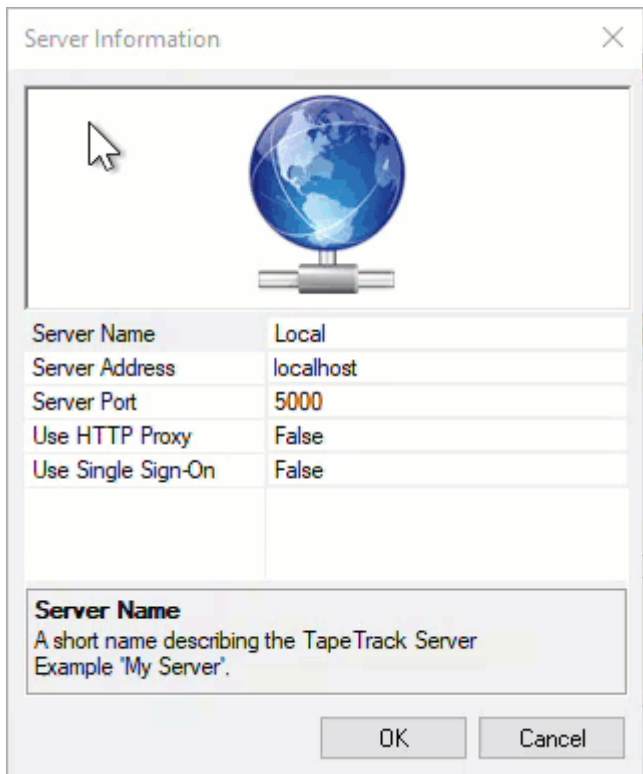 Server Information
Server Name Local
Server Address localhost
Server Port 5000
Use HTTP Proxy False
Use Single Sign-On False
Server Name
A short name describing the TapeTrack Server
Example 'My Server'.
OK Cancel